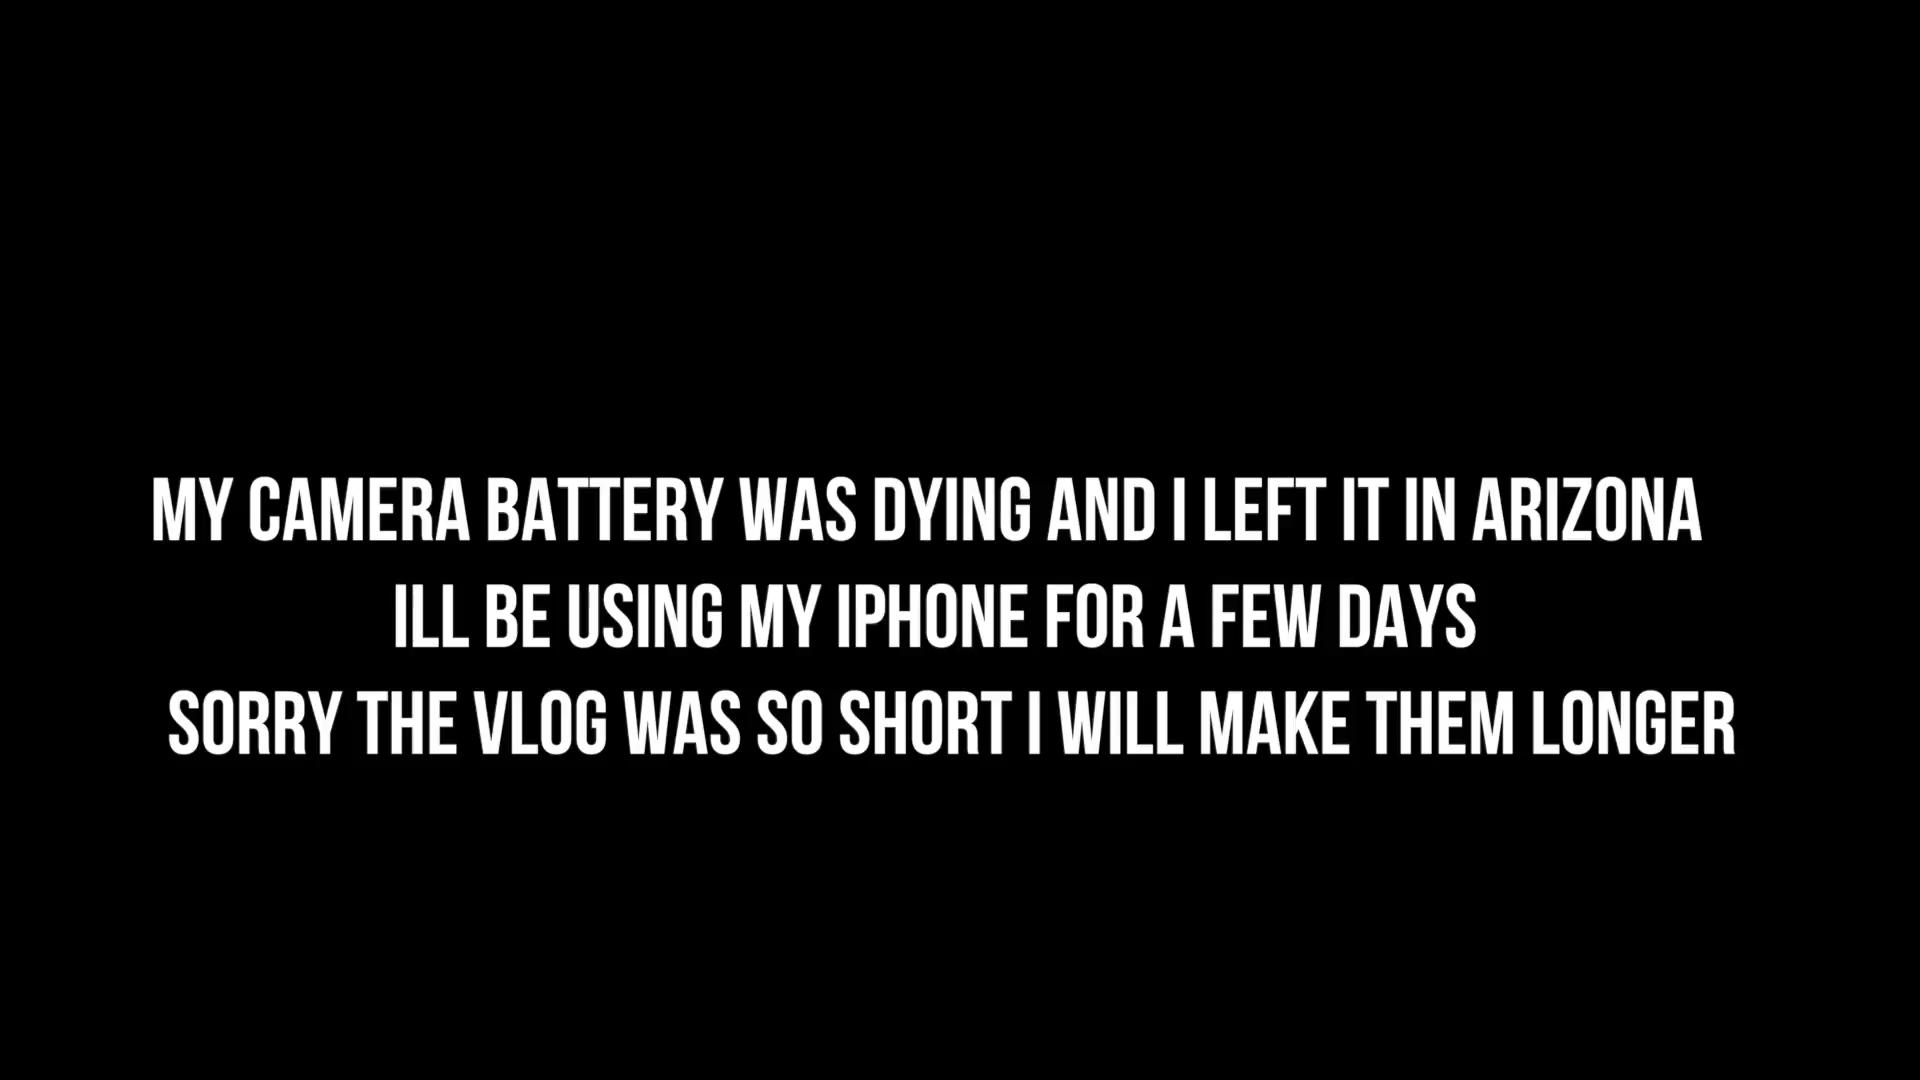 MY CAMERA BATTERY WAS DYING AND I LEFT IT IN ARIZONA
ILL BE USING MY IPHONE FOR A FEW DAYS
SORRY THE VLOG WAS SO SHORT I WILL MAKE THEM LONGER